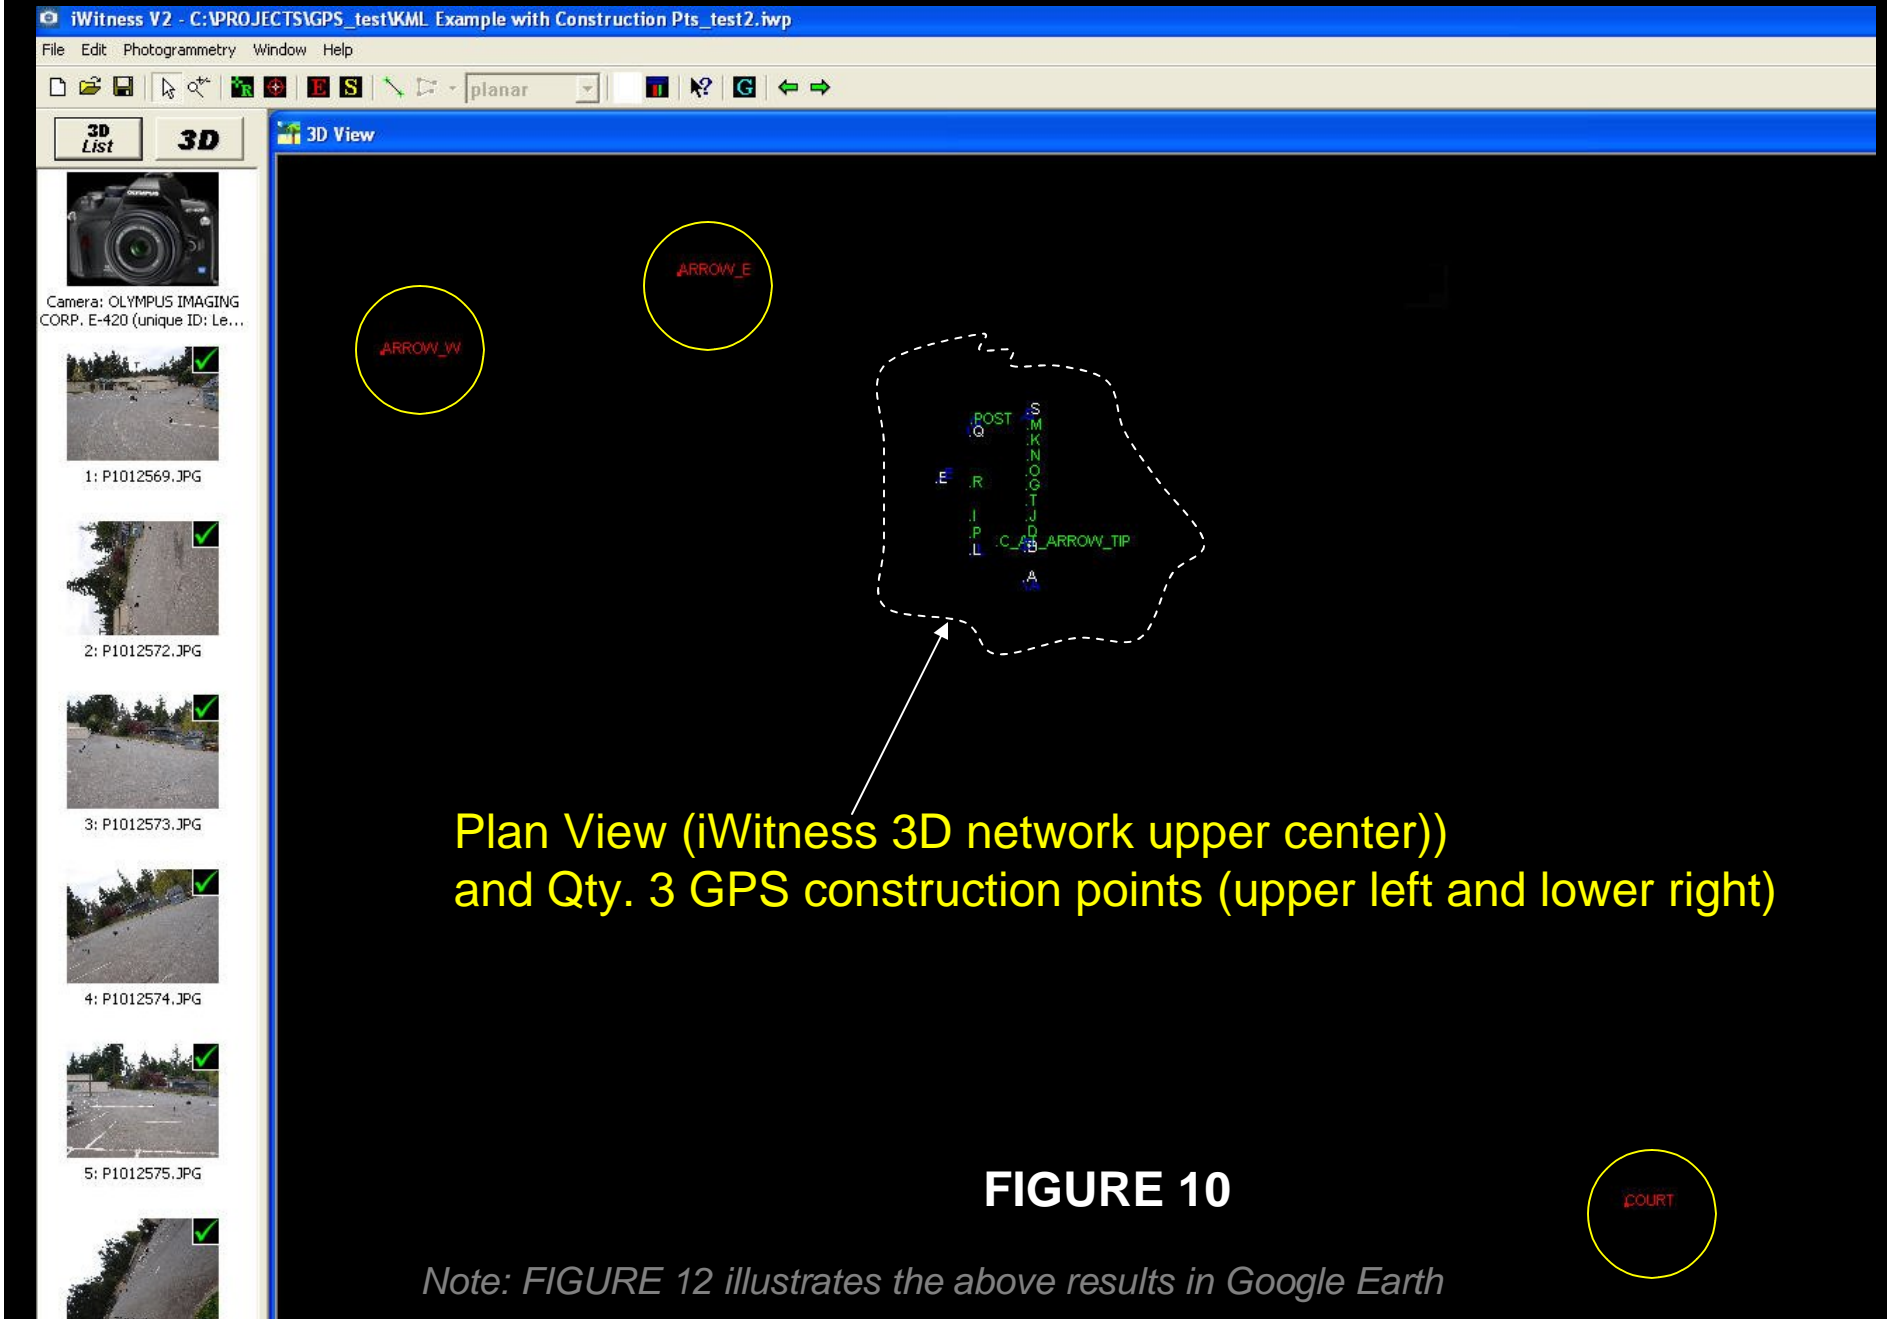 iWitness V2 - C:\PROJECTS\GPS_test\KML Example with Construction Pts_test2.iwp
File Edit Photogrammetry Window Help
R E S planar G
3D List 3D
3D View
OLYMPUS
Camera: OLYMPUS IMAGING
CORP. E-420 (unique ID: Le...
1: P1012569.JPG
2: P1012572.JPG
3: P1012573.JPG
4: P1012574.JPG
5: P1012575.JPG
ARROW_E
ARROW_W
POST
Q
E
R
I
P
L
S
M
K
N
O
G
T
J
D
B
C_AT_ARROW_TIP
A
Plan View (iWitness 3D network upper center))
and Qty. 3 GPS construction points (upper left and lower right)
FIGURE 10
COURT
Note: FIGURE 12 illustrates the above results in Google Earth